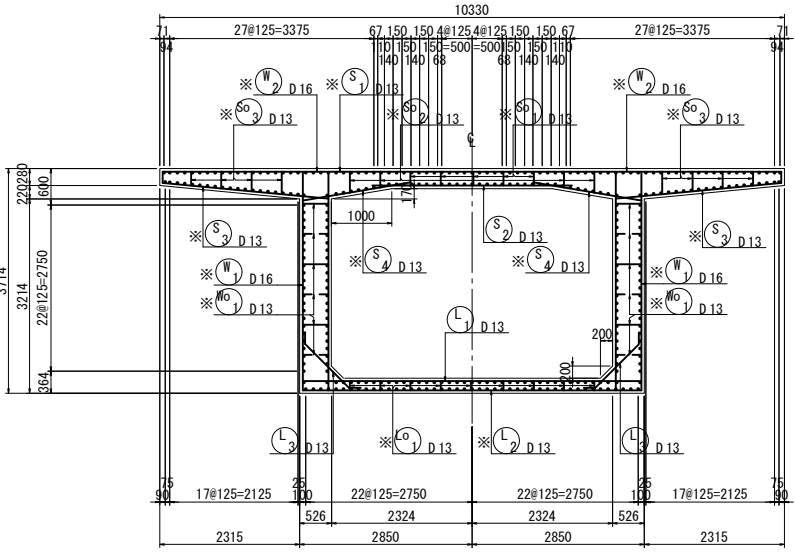 10330
71 27@125=3375 67 150 150 4@125 4@125 150 150 67 27@125=3375 71
94 110 150 150=500 =500 150 110 94
140 140 68 68 140 140
※ W2 D16 ※ S1 D13 ※ W2 D16
※ So3 D13 ※ So2 D13 ※ So1 D13 ※ So3 D13
℄
280
220
600
170
1000
※ S3 D13 ※ S2 D13 ※ S3 D13
※ S4 D13 ※ S4 D13
※ W1 D16 ※ W1 D16
※ Wo1 D13 ※ Wo1 D13
3714
3214
22@125=2750
L1 D13
200
200
364
L3 D13 ※ Lo1 D13 ※ L2 D13 L3 D13
75 25 25 75
90 17@125=2125 100 22@125=2750 22@125=2750 100 17@125=2125 90
526 2324 2324 526
2315 2850 2850 2315